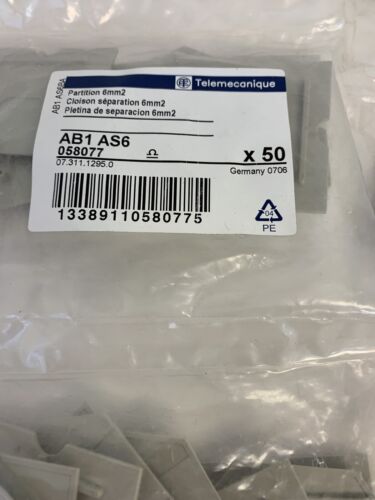 AB1 AS6BA
Telemecanique
Partition 6mm2
Cloison séparation 6mm2
Pletina de separacion 6mm2
AB1 AS6
058077
x 50
07.311.1295.0
Germany 0706
13389110580775
04
PE